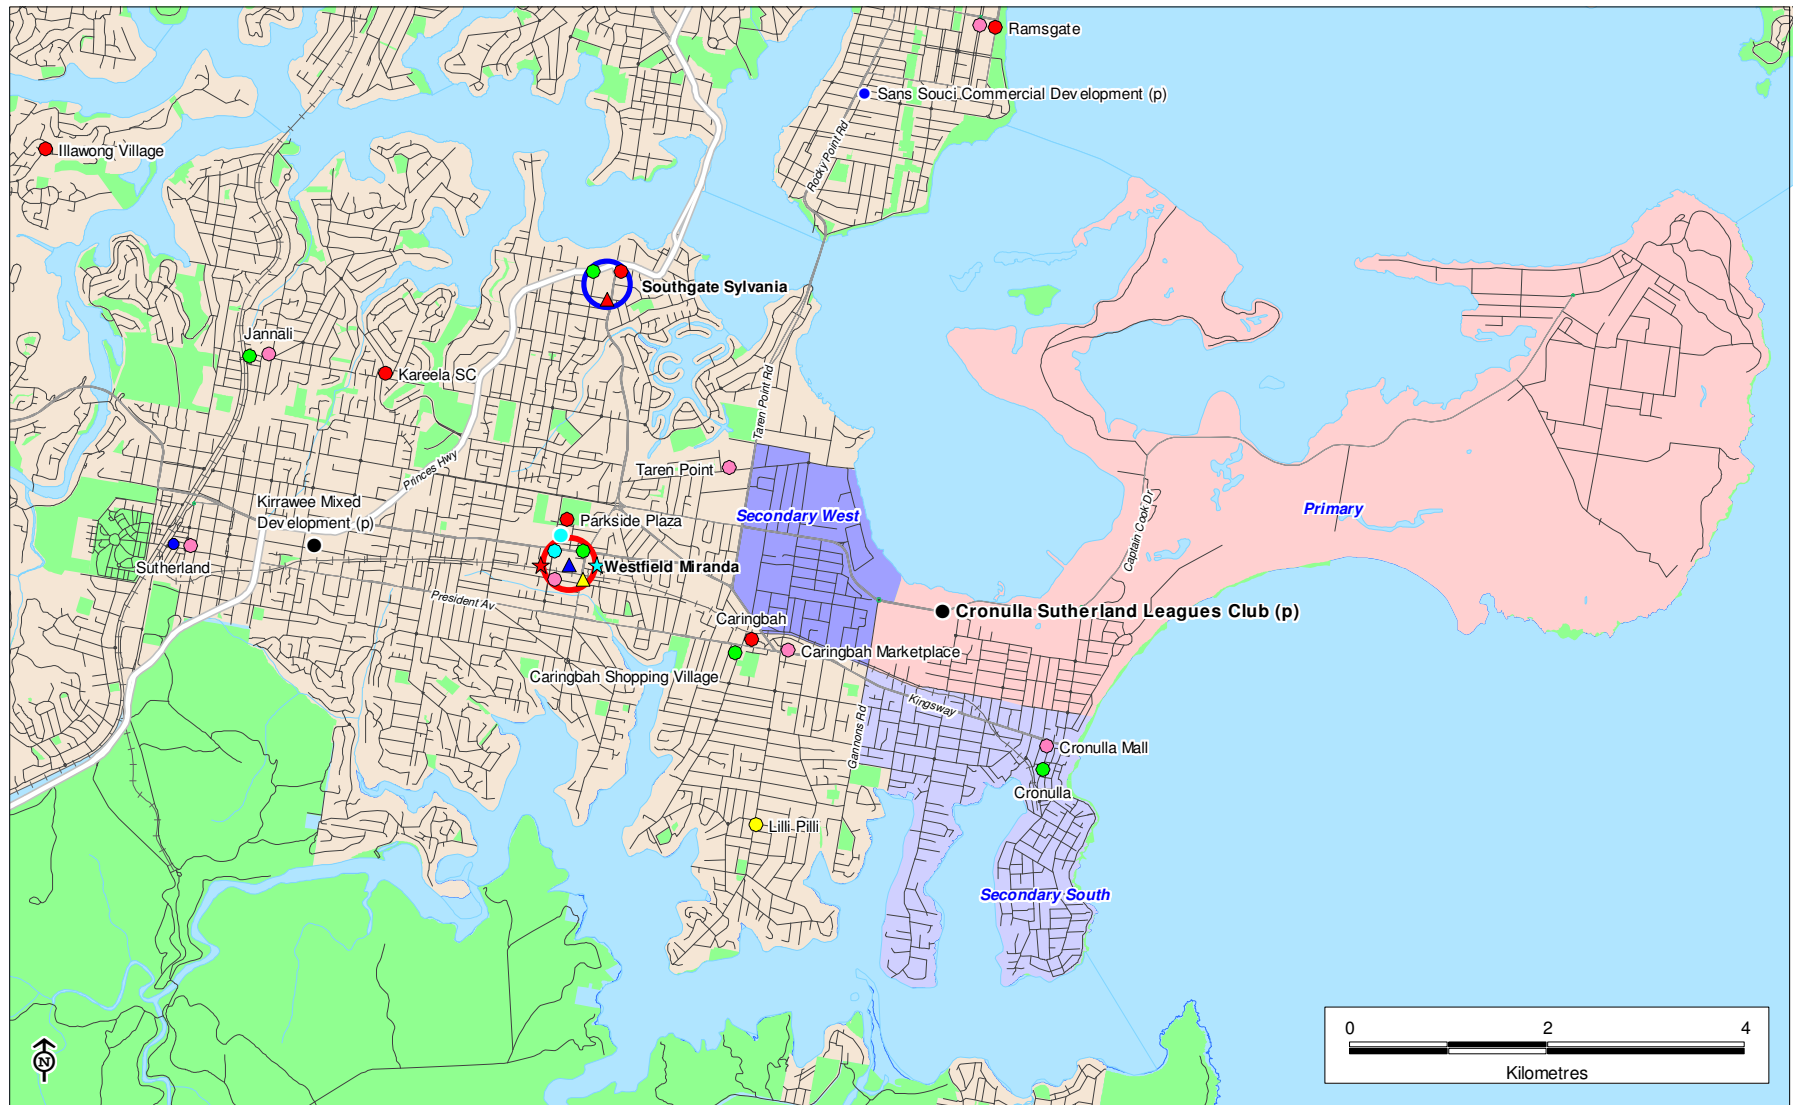 Ramsgate
Sans Souci Commercial Development (p)
Rocky Point Rd
Illawong Village
Southgate Sylvania
Jannali
Kareela SC
Taren Point Rd
Princes Hwy
Taren Point
Kirrawee Mixed
Development (p)
Parkside Plaza
Secondary West
Primary
Captain Cook Dr
Sutherland
Westfield Miranda
President Av
Cronulla Sutherland Leagues Club (p)
Caringbah
Caringbah Marketplace
Caringbah Shopping Village
Kingsway
Gannons Rd
Cronulla Mall
Cronulla
Lilli Pilli
Secondary South
0 2 4
Kilometres
N